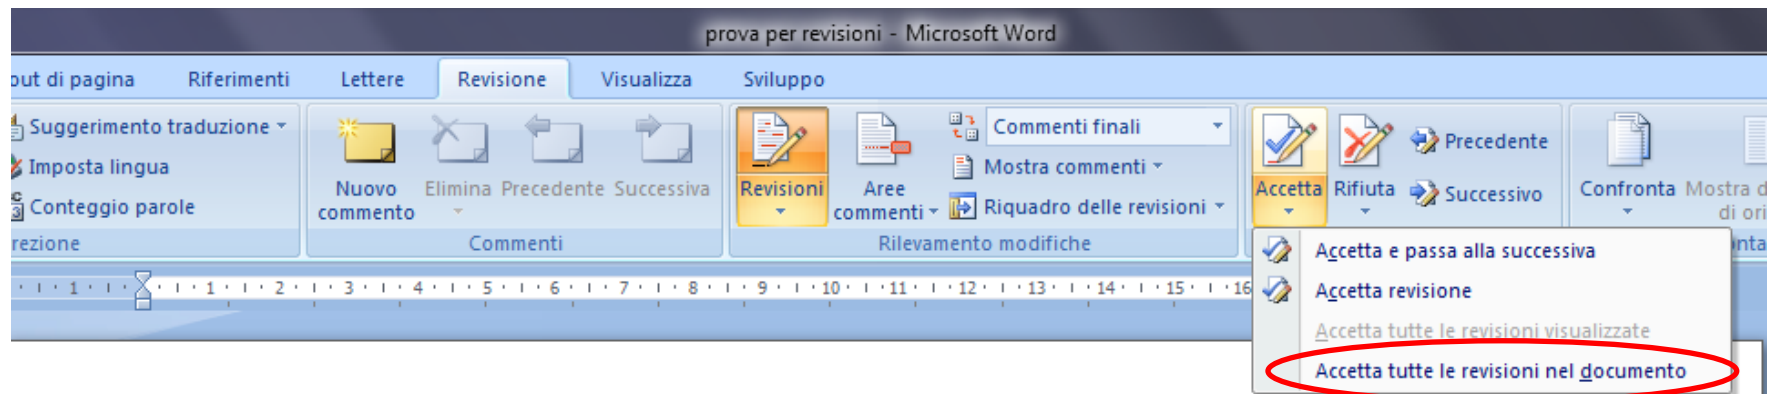 prova per revisioni - Microsoft Word
out di pagina Riferimenti Lettere Revisione Visualizza Sviluppo
Suggerimento traduzione
Imposta lingua
Conteggio parole
rezione
Nuovo commento
Elimina Precedente Successiva
Commenti
Revisioni
Aree commenti
Commenti finali
Mostra commenti
Riquadro delle revisioni
Rilevamento modifiche
Accetta Rifiuta
Precedente
Successivo
Confronta Mostra d
di ori
nta
1 1 2 3 4 5 6 7 8 9 10 11 12 13 14 15 16
Accetta e passa alla successiva
Accetta revisione
Accetta tutte le revisioni visualizzate
Accetta tutte le revisioni nel documento